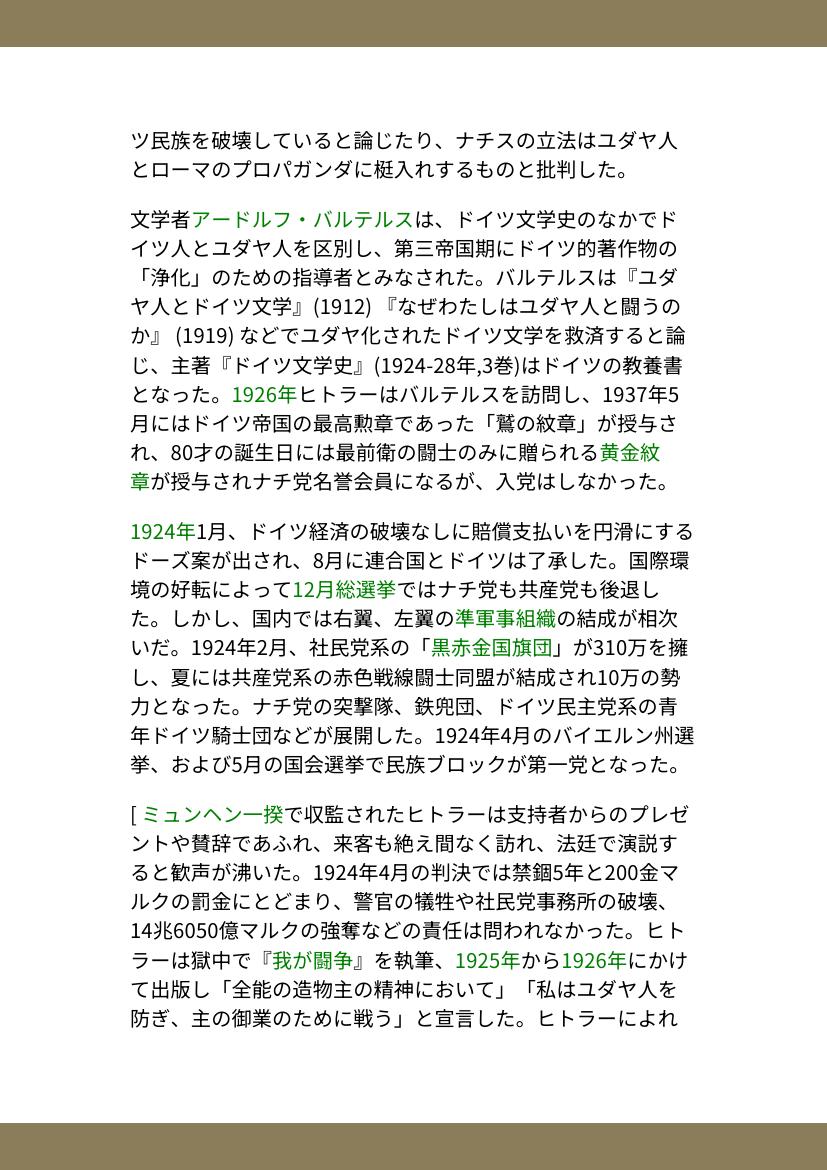 ツ民族を破壊していると論じたり、ナチスの立法はユダヤ人
とローマのプロパガンダに梃入れするものと批判した。
文学者アードルフ・バルテルスは、ドイツ文学史のなかでド
イツ人とユダヤ人を区別し、第三帝国期にドイツ的著作物の
「浄化」のための指導者とみなされた。バルテルスは『ユダ
ヤ人とドイツ文学』(1912) 『なぜわたしはユダヤ人と闘うの
か』 (1919) などでユダヤ化されたドイツ文学を救済すると論
じ、主著『ドイツ文学史』(1924-28年,3巻)はドイツの教養書
となった。1926年ヒトラーはバルテルスを訪問し、1937年5
月にはドイツ帝国の最高勲章であった「鷲の紋章」が授与さ
れ、80才の誕生日には最前衛の闘士のみに贈られる黄金紋
章が授与されナチ党名誉会員になるが、入党はしなかった。
1924年1月、ドイツ経済の破壊なしに賠償支払いを円滑にする
ドーズ案が出され、8月に連合国とドイツは了承した。国際環
境の好転によって12月総選挙ではナチ党も共産党も後退し
た。しかし、国内では右翼、左翼の準軍事組織の結成が相次
いだ。1924年2月、社民党系の「黒赤金国旗団」が310万を擁
し、夏には共産党系の赤色戦線闘士同盟が結成され10万の勢
力となった。ナチ党の突撃隊、鉄兜団、ドイツ民主党系の青
年ドイツ騎士団などが展開した。1924年4月のバイエルン州選
挙、および5月の国会選挙で民族ブロックが第一党となった。
[ ミュンヘン一揆で収監されたヒトラーは支持者からのプレゼ
ントや賛辞であふれ、来客も絶え間なく訪れ、法廷で演説す
ると歓声が沸いた。1924年4月の判決では禁錮5年と200金マ
ルクの罰金にとどまり、警官の犠牲や社民党事務所の破壊、
14兆6050億マルクの強奪などの責任は問われなかった。ヒト
ラーは獄中で『我が闘争』を執筆、1925年から1926年にかけ
て出版し「全能の造物主の精神において」「私はユダヤ人を
防ぎ、主の御業のために戦う」と宣言した。ヒトラーによれ